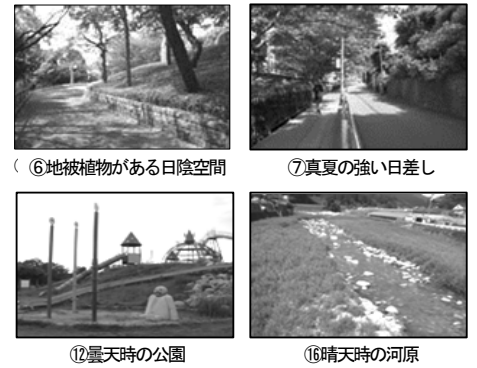 ( ⑥地被植物がある日陰空間
⑦真夏の強い日差し
⑫曇天時の公園
⑯晴天時の河原